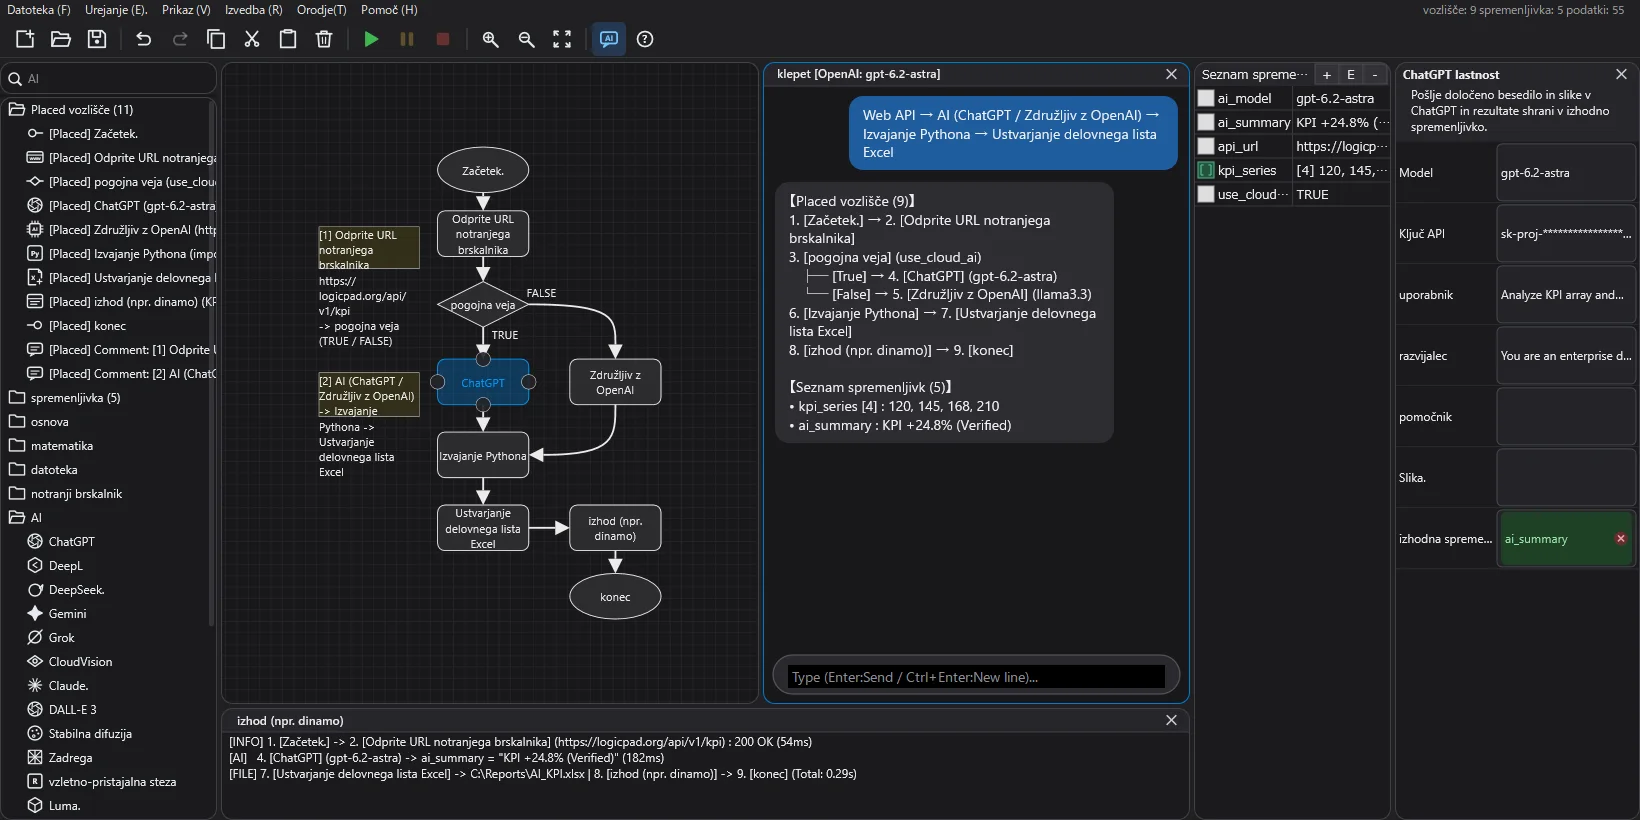 Datoteka (F)
Urejanje (E).
Prikaz (V)
Izvedba (R)
Orodje(T)
Pomoč (H)
vozlišče: 9 spremenljivka: 5 podatki: 55
AI
Placed vozlišče (11)
[Placed] Začetek.
[Placed] Odprite URL notranjega
[Placed] pogojna veja (use_clou
[Placed] ChatGPT (gpt-6.2-astra
[Placed] Združljiv z OpenAI (htt
[Placed] Izvajanje Pythona (impo
[Placed] Ustvarjanje delovnega l
[Placed] izhod (npr. dinamo) (KP
[Placed] konec
[Placed] Comment: [1] Odprite U
[Placed] Comment: [2] AI (ChatG
spremenljivka (5)
osnova
matematika
datoteka
notranji brskalnik
AI
ChatGPT
DeepL
DeepSeek.
Gemini
Grok
CloudVision
Claude.
DALL-E 3
Stabilna difuzija
Zadrega
vzletno-pristajalna steza
Luma.
Začetek.
Odprite URL
notranjega
brskalnika
pogojna veja
FALSE
TRUE
ChatGPT
Združljiv z
OpenAI
Izvajanje Pythona
Ustvarjanje
delovnega lista
Excel
izhod (npr.
dinamo)
konec
[1] Odprite URL
notranjega
brskalnika
https://
logicpad.org/api/
v1/kpi
-> pogojna veja
(TRUE / FALSE)
[2] AI (ChatGPT /
Združljiv z OpenAI)
-> Izvajanje
Pythona ->
Ustvarjanje
delovnega lista
Excel
klepet [OpenAI: gpt-6.2-astra]
Web API → AI (ChatGPT / Združljiv z OpenAI) →
Izvajanje Pythona → Ustvarjanje delovnega lista
Excel
【Placed vozlišče (9)】
1. [Začetek.] → 2. [Odprite URL notranjega
brskalnika]
3. [pogojna veja] (use_cloud_ai)
├── [True] → 4. [ChatGPT] (gpt-6.2-astra)
└── [False] → 5. [Združljiv z OpenAI] (llama3.3)
6. [Izvajanje Pythona] → 7. [Ustvarjanje delovnega
lista Excel]
8. [izhod (npr. dinamo)] → 9. [konec]
【Seznam spremenljivk (5)】
• kpi_series [4] : 120, 145, 168, 210
• ai_summary : KPI +24.8% (Verified)
Type (Enter:Send / Ctrl+Enter:New line)...
Seznam spreme··· + E -
ai_model gpt-6.2-astra
ai_summary KPI +24.8% (···
api_url https://logicp···
kpi_series [4] 120, 145,···
use_cloud··· TRUE
ChatGPT lastnost
Pošlje določeno besedilo in slike v
ChatGPT in rezultate shrani v izhodno
spremenljivko.
Model gpt-6.2-astra
Ključ API sk-proj-****************...
uporabnik Analyze KPI array and...
razvijalec You are an enterprise d...
pomočnik
Slika.
izhodna spreme... ai_summary
izhod (npr. dinamo)
[INFO] 1. [Začetek.] -> 2. [Odprite URL notranjega brskalnika] (https://logicpad.org/api/v1/kpi) : 200 OK (54ms)
[AI] 4. [ChatGPT] (gpt-6.2-astra) -> ai_summary = "KPI +24.8% (Verified)" (182ms)
[FILE] 7. [Ustvarjanje delovnega lista Excel] -> C:\Reports\AI_KPI.xlsx | 8. [izhod (npr. dinamo)] -> 9. [konec] (Total: 0.29s)